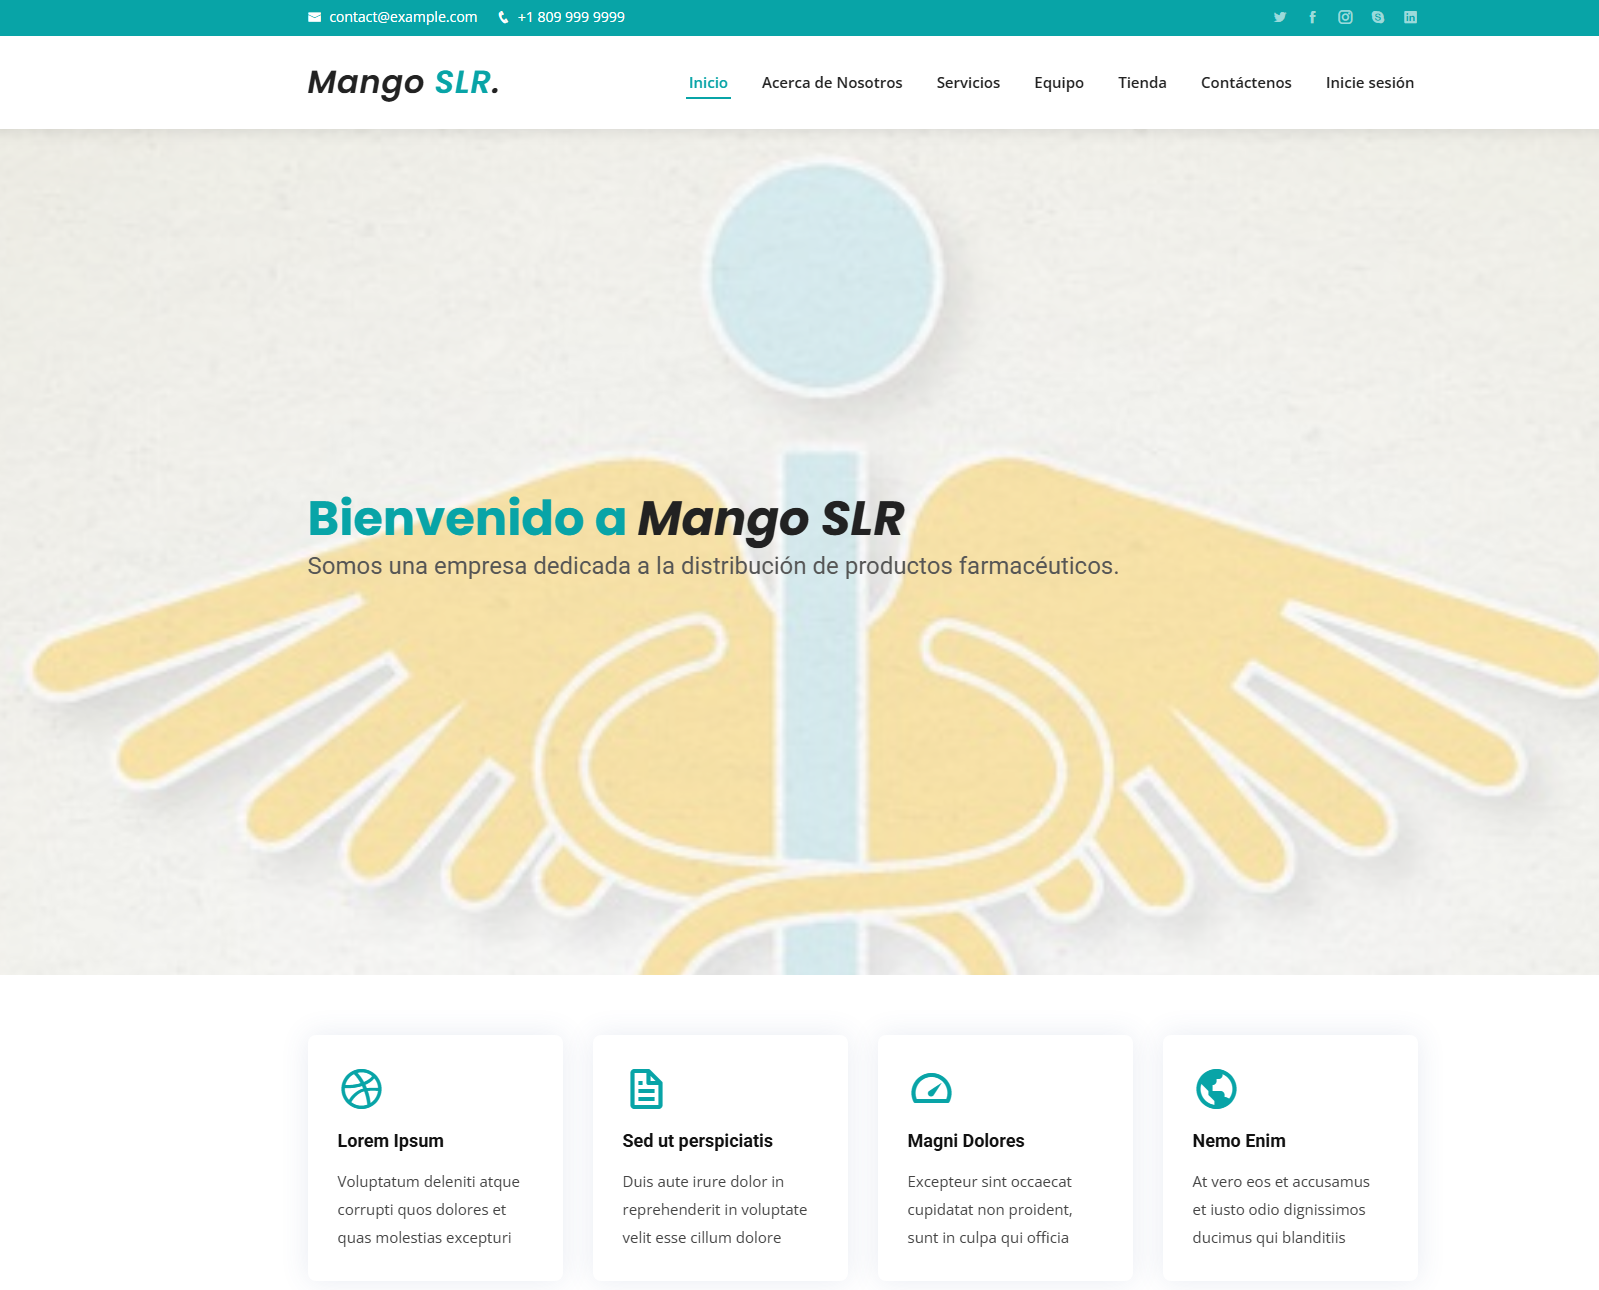 contact@example.com +1 809 999 9999
Mango SLR.
Inicio Acerca de Nosotros Servicios Equipo Tienda Contáctenos Inicie sesión
Bienvenido a Mango SLR
Somos una empresa dedicada a la distribución de productos farmacéuticos.
Lorem Ipsum
Voluptatum deleniti atque
corrupti quos dolores et
quas molestias excepturi
Sed ut perspiciatis
Duis aute irure dolor in
reprehenderit in voluptate
velit esse cillum dolore
Magni Dolores
Excepteur sint occaecat
cupidatat non proident,
sunt in culpa qui officia
Nemo Enim
At vero eos et accusamus
et iusto odio dignissimos
ducimus qui blanditiis